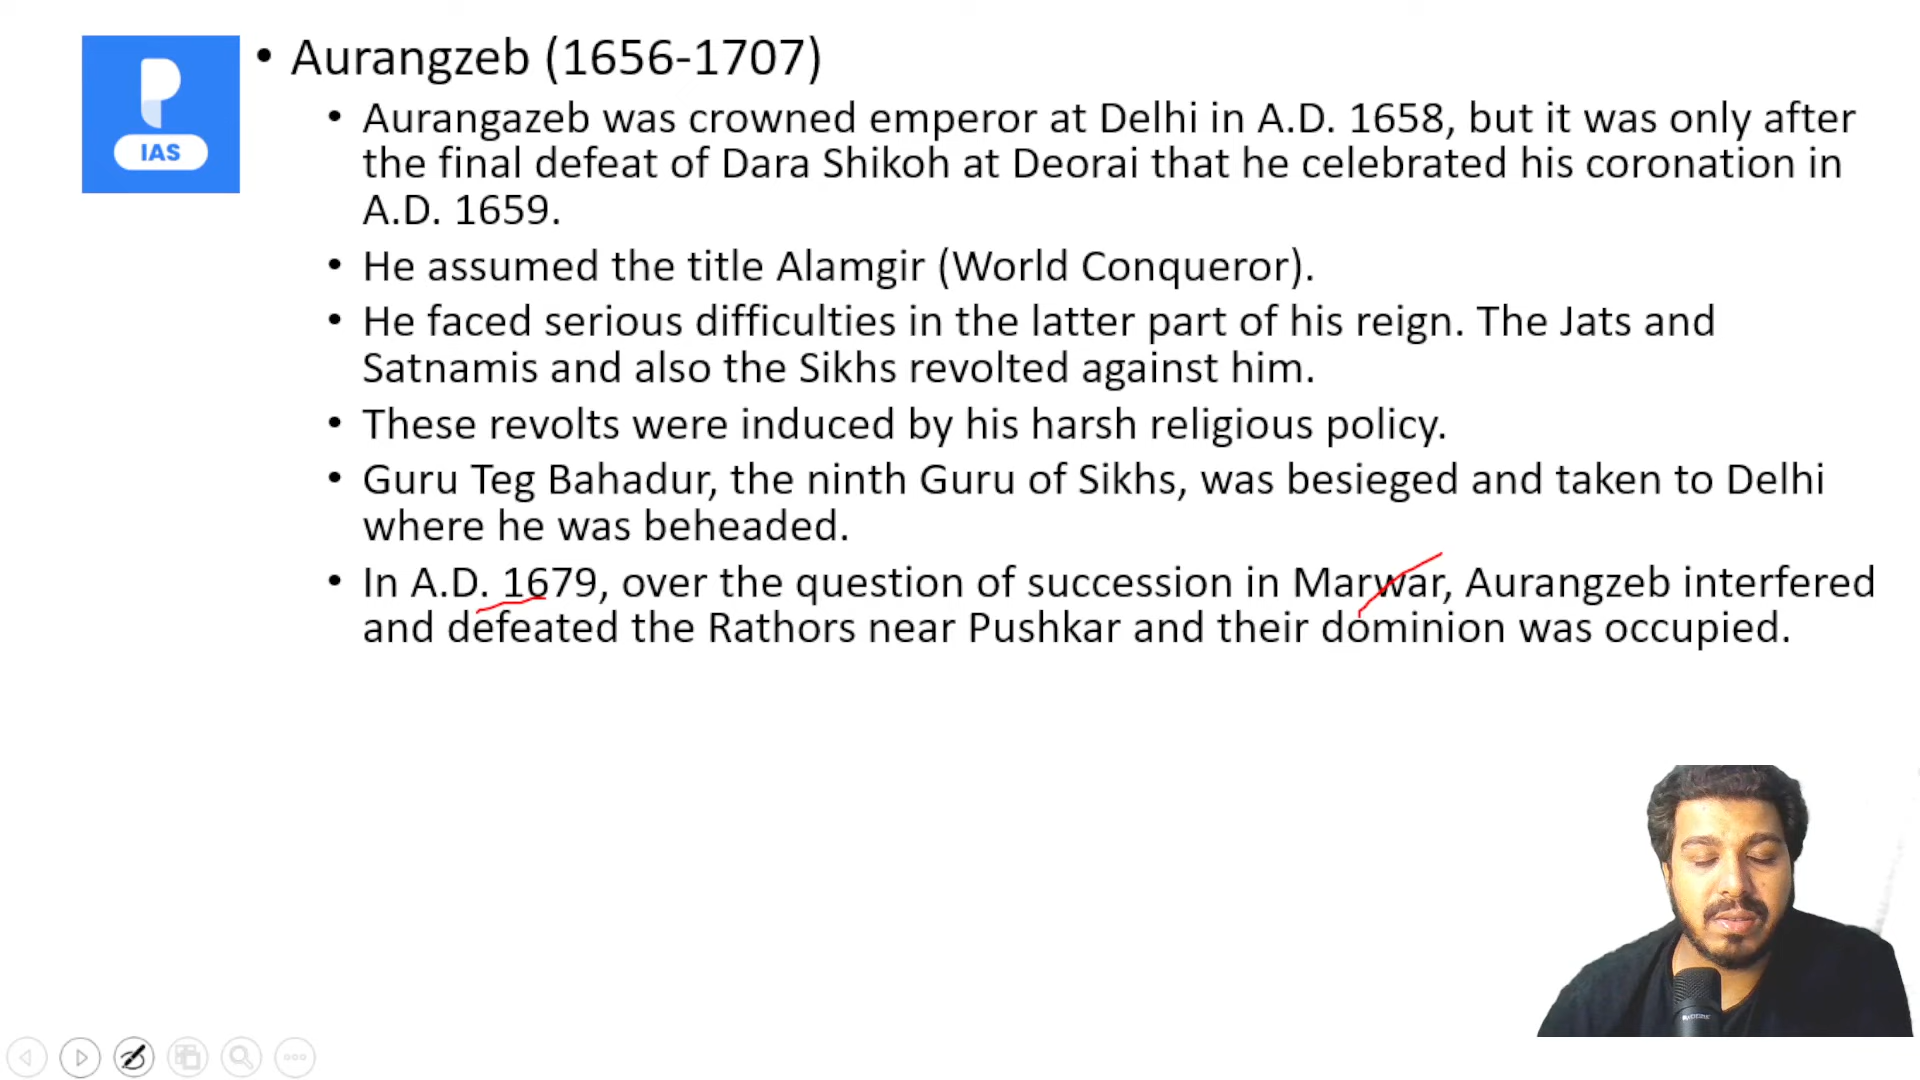 IAS
• Aurangzeb (1656-1707)
• Aurangazeb was crowned emperor at Delhi in A.D. 1658, but it was only after
the final defeat of Dara Shikoh at Deorai that he celebrated his coronation in
A.D. 1659.
• He assumed the title Alamgir (World Conqueror).
• He faced serious difficulties in the latter part of his reign. The Jats and
Satnamis and also the Sikhs revolted against him.
• These revolts were induced by his harsh religious policy.
• Guru Teg Bahadur, the ninth Guru of Sikhs, was besieged and taken to Delhi
where he was beheaded.
• In A.D. 1679, over the question of succession in Marwar, Aurangzeb interfered
and defeated the Rathors near Pushkar and their dominion was occupied.